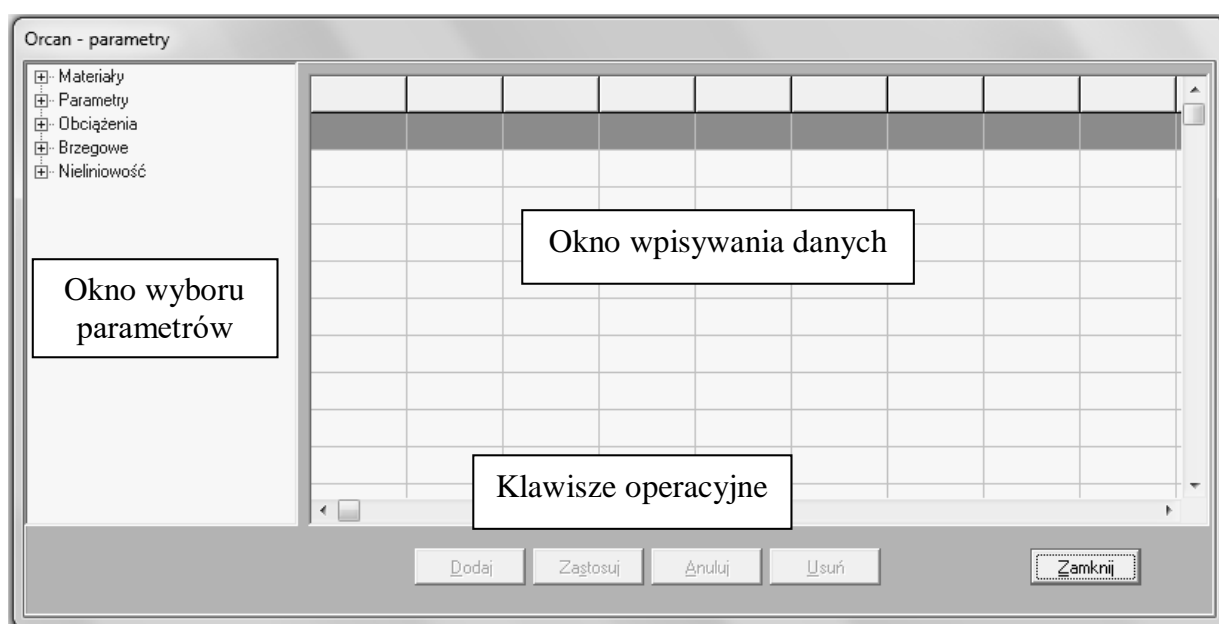 Orcan - parametry
Materiały
Parametry
Obciążenia
Brzegowe
Nieliniowość
Okno wyboru
parametrów
Okno wpisywania danych
Klawisze operacyjne
Dodaj Zastosuj Anuluj Usuń Zamknij